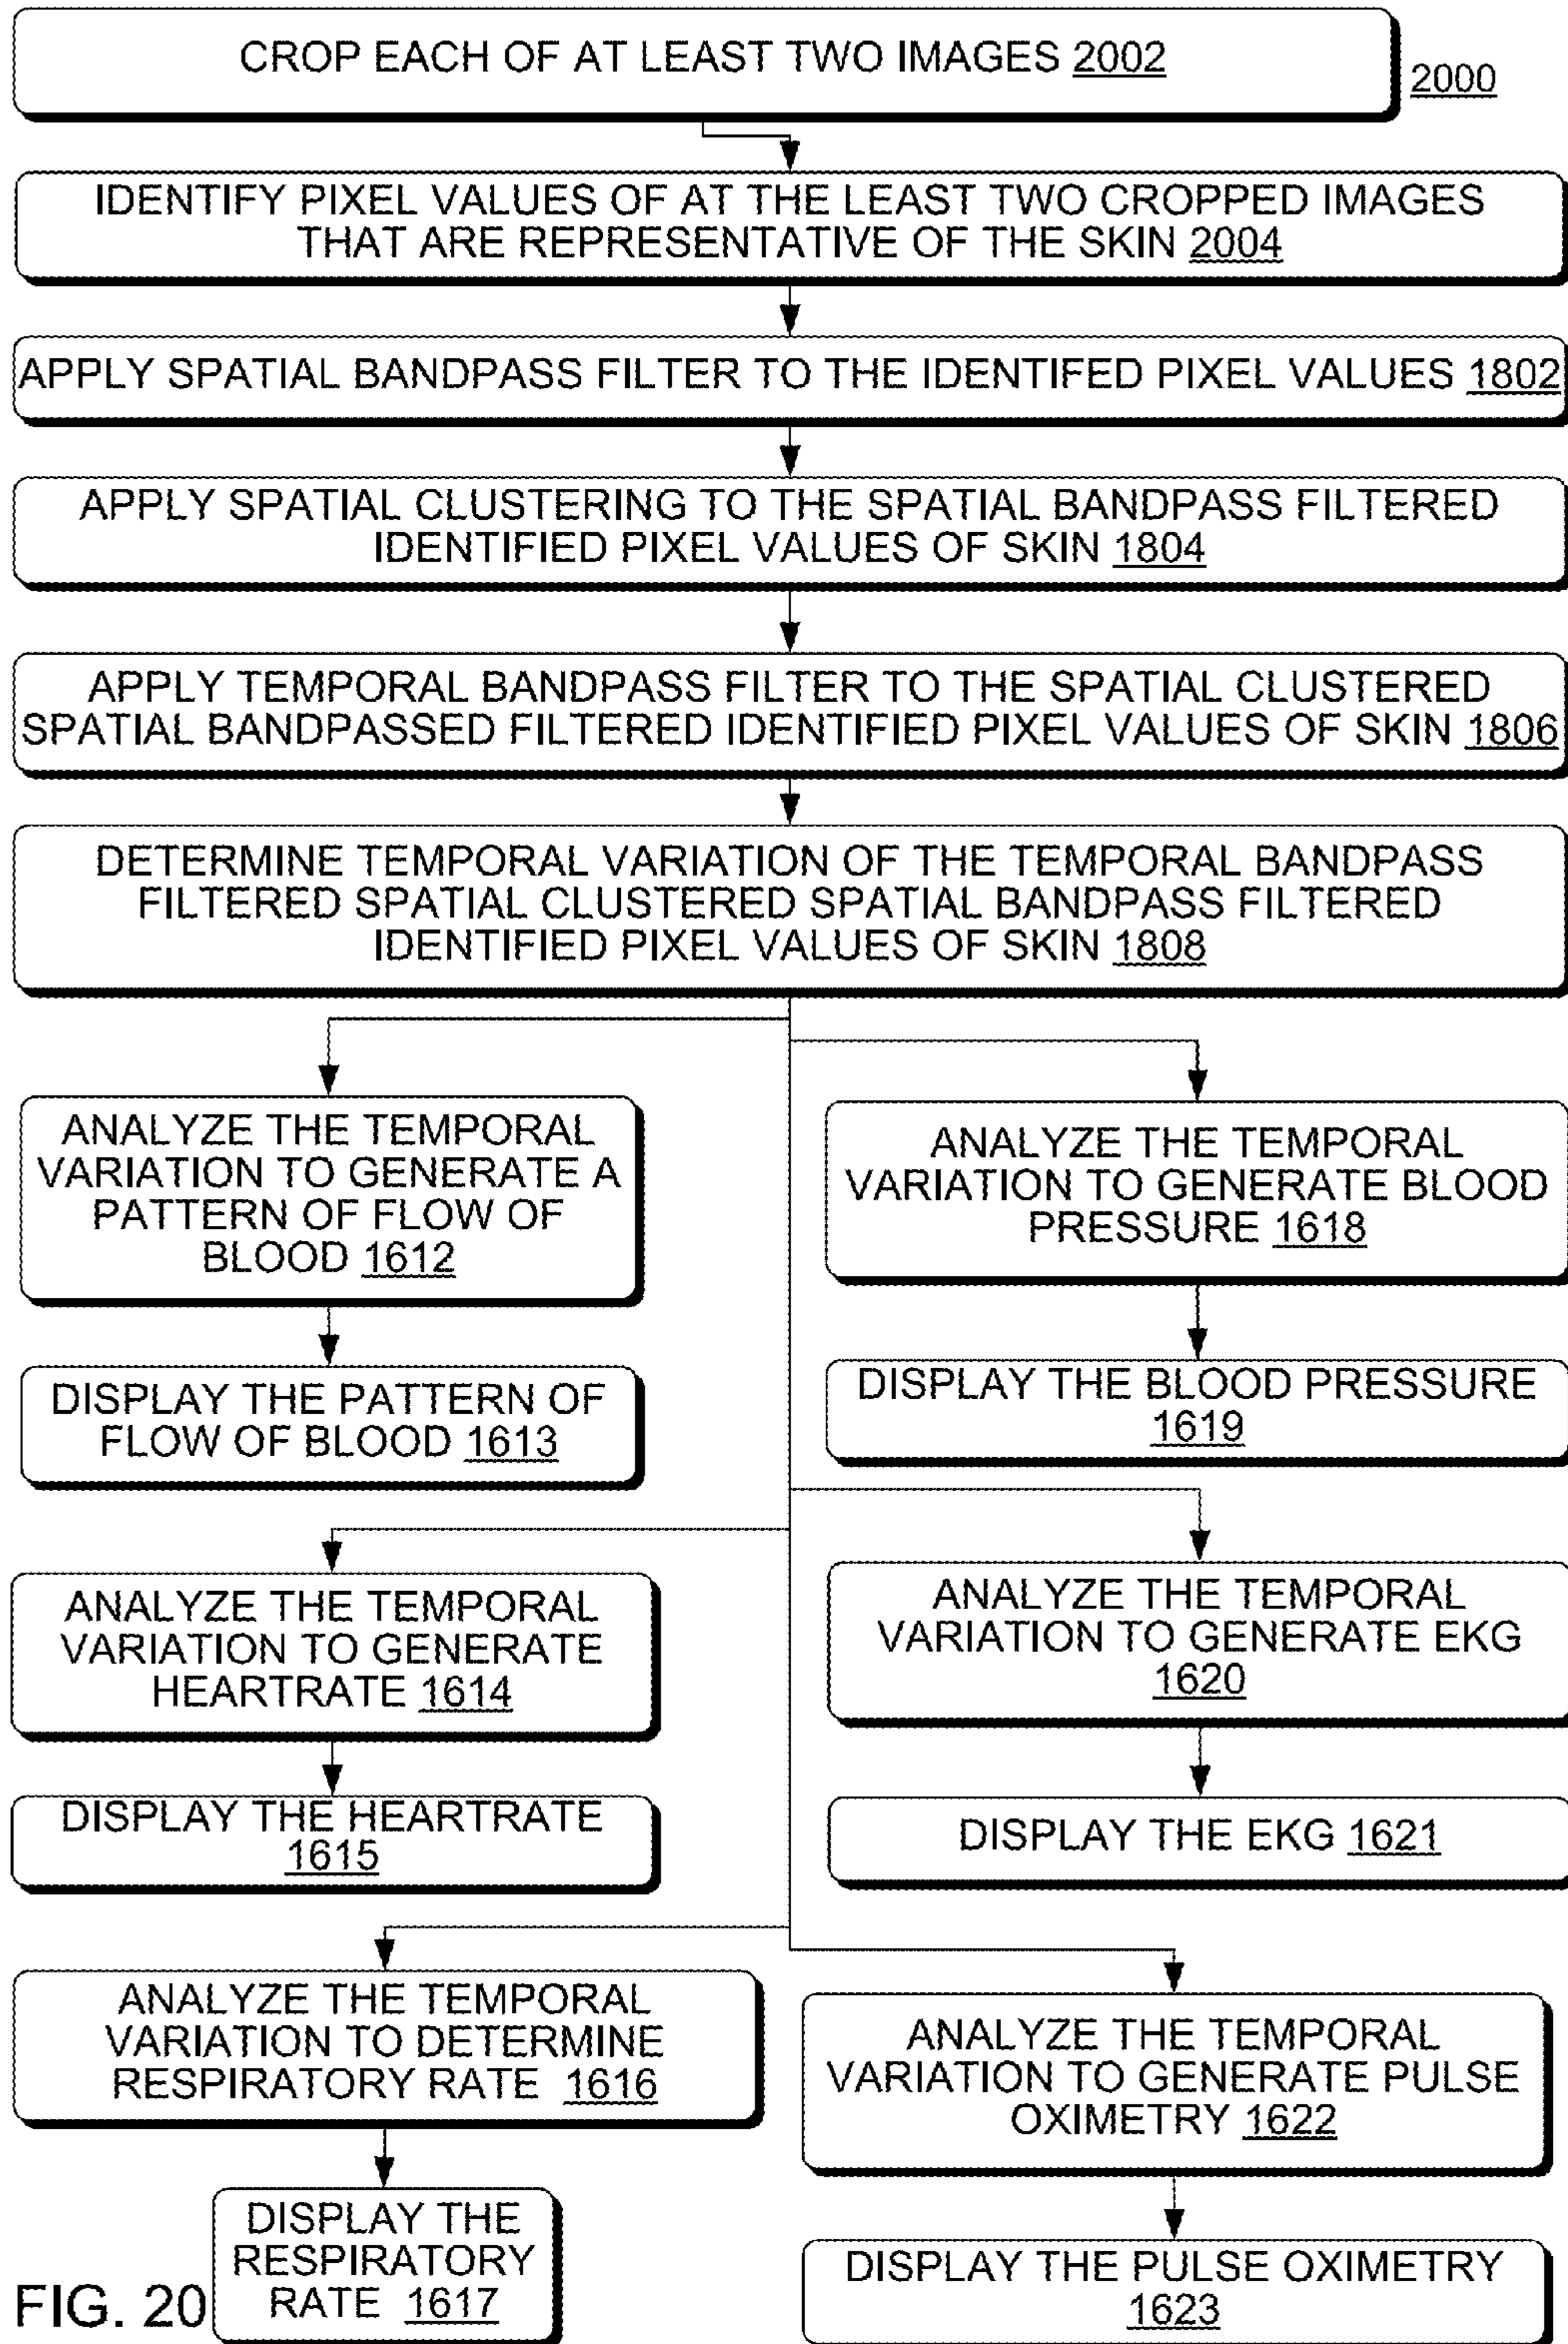 CROP EACH OF AT LEAST TWO IMAGES 2002
2000
IDENTIFY PIXEL VALUES OF AT THE LEAST TWO CROPPED IMAGES
THAT ARE REPRESENTATIVE OF THE SKIN 2004
APPLY SPATIAL BANDPASS FILTER TO THE IDENTIFED PIXEL VALUES 1802
APPLY SPATIAL CLUSTERING TO THE SPATIAL BANDPASS FILTERED
IDENTIFIED PIXEL VALUES OF SKIN 1804
APPLY TEMPORAL BANDPASS FILTER TO THE SPATIAL CLUSTERED
SPATIAL BANDPASSED FILTERED IDENTIFIED PIXEL VALUES OF SKIN 1806
DETERMINE TEMPORAL VARIATION OF THE TEMPORAL BANDPASS
FILTERED SPATIAL CLUSTERED SPATIAL BANDPASS FILTERED
IDENTIFIED PIXEL VALUES OF SKIN 1808
ANALYZE THE TEMPORAL
VARIATION TO GENERATE A
PATTERN OF FLOW OF
BLOOD 1612
ANALYZE THE TEMPORAL
VARIATION TO GENERATE BLOOD
PRESSURE 1618
DISPLAY THE PATTERN OF
FLOW OF BLOOD 1613
DISPLAY THE BLOOD PRESSURE
1619
ANALYZE THE TEMPORAL
VARIATION TO GENERATE
HEARTRATE 1614
ANALYZE THE TEMPORAL
VARIATION TO GENERATE EKG
1620
DISPLAY THE HEARTRATE
1615
DISPLAY THE EKG 1621
ANALYZE THE TEMPORAL
VARIATION TO DETERMINE
RESPIRATORY RATE 1616
ANALYZE THE TEMPORAL
VARIATION TO GENERATE PULSE
OXIMETRY 1622
DISPLAY THE
RESPIRATORY
RATE 1617
DISPLAY THE PULSE OXIMETRY
1623
FIG. 20